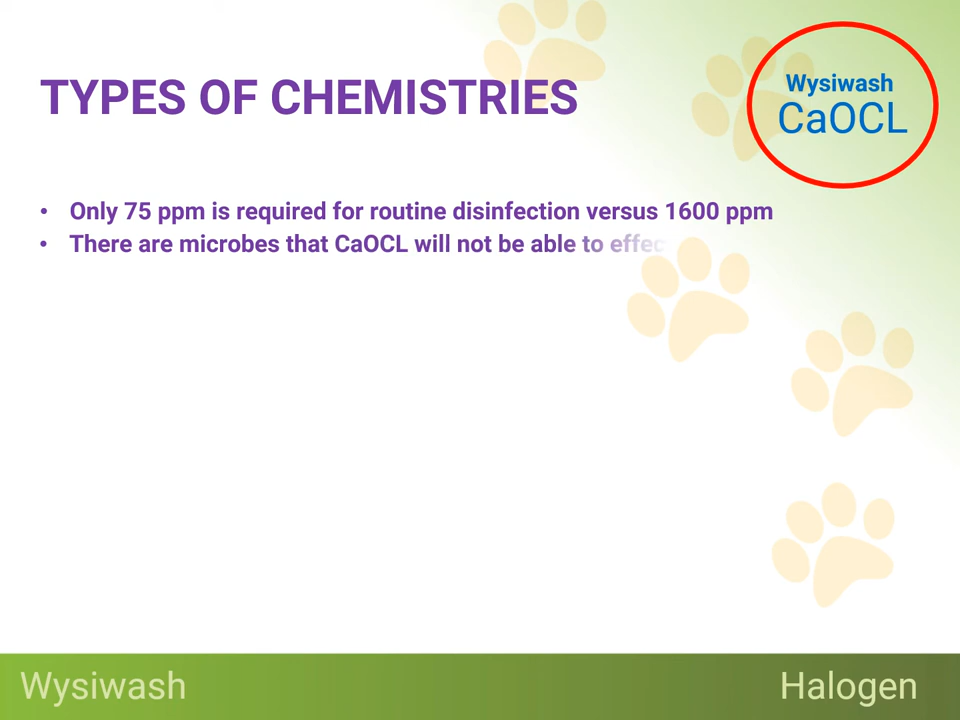 TYPES OF CHEMISTRIES
Wysiwash
CaOCL
• Only 75 ppm is required for routine disinfection versus 1600 ppm
• There are microbes that CaOCL will not be able to
Wysiwash
Halogen